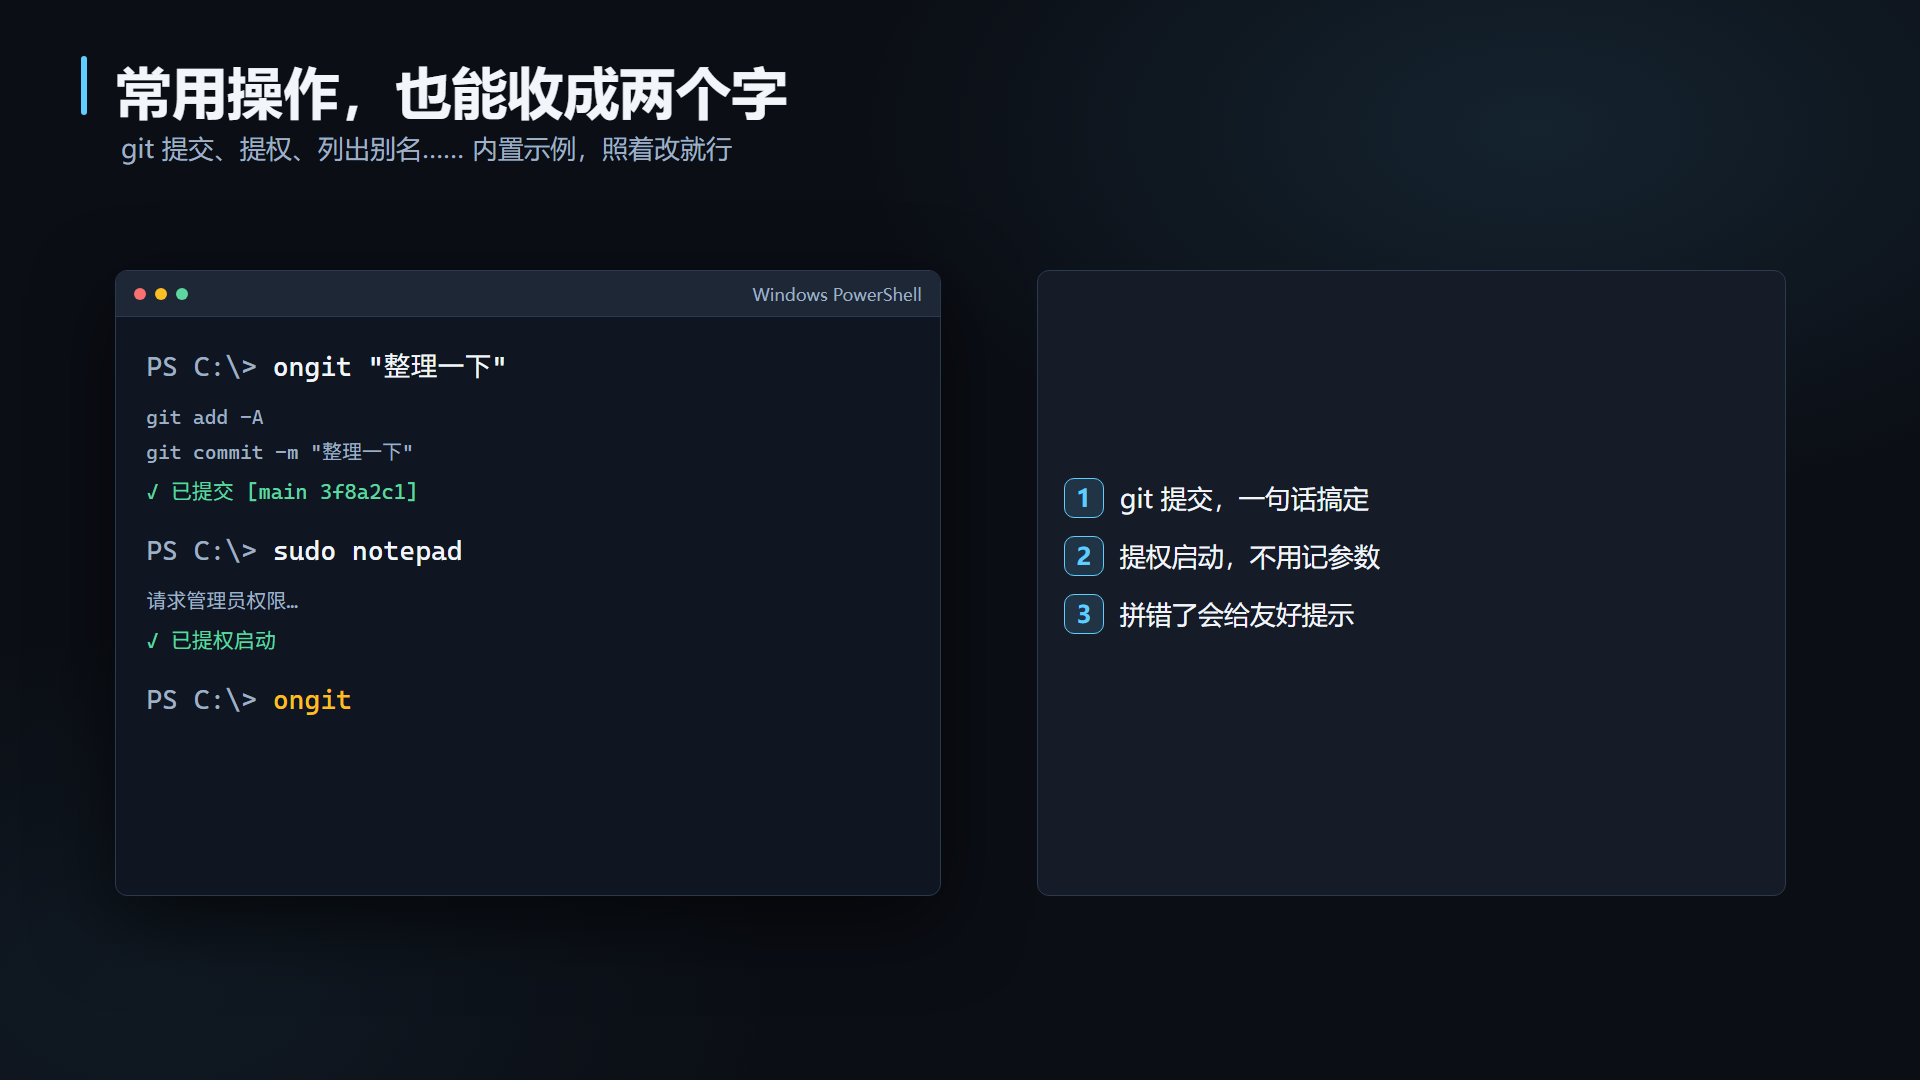 常用操作，也能收成两个字
git 提交、提权、列出别名…… 内置示例，照着改就行
Windows PowerShell
PS C:\> ongit "整理一下"
git add -A
git commit -m "整理一下"
✓ 已提交 [main 3f8a2c1]
PS C:\> sudo notepad
请求管理员权限…
✓ 已提权启动
PS C:\> ongit
1 git 提交，一句话搞定
2 提权启动，不用记参数
3 拼错了会给友好提示